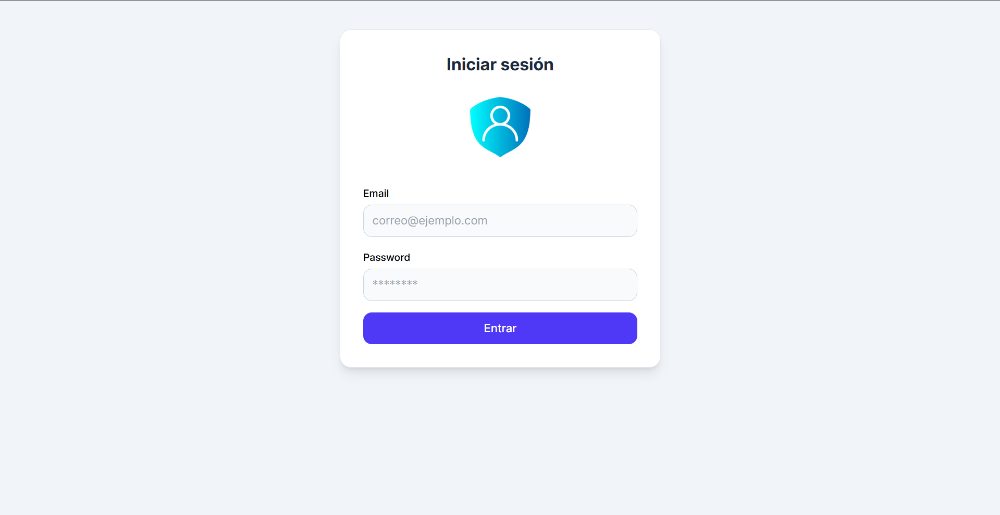 Iniciar sesión
Email
correo@ejemplo.com
Password
********
Entrar